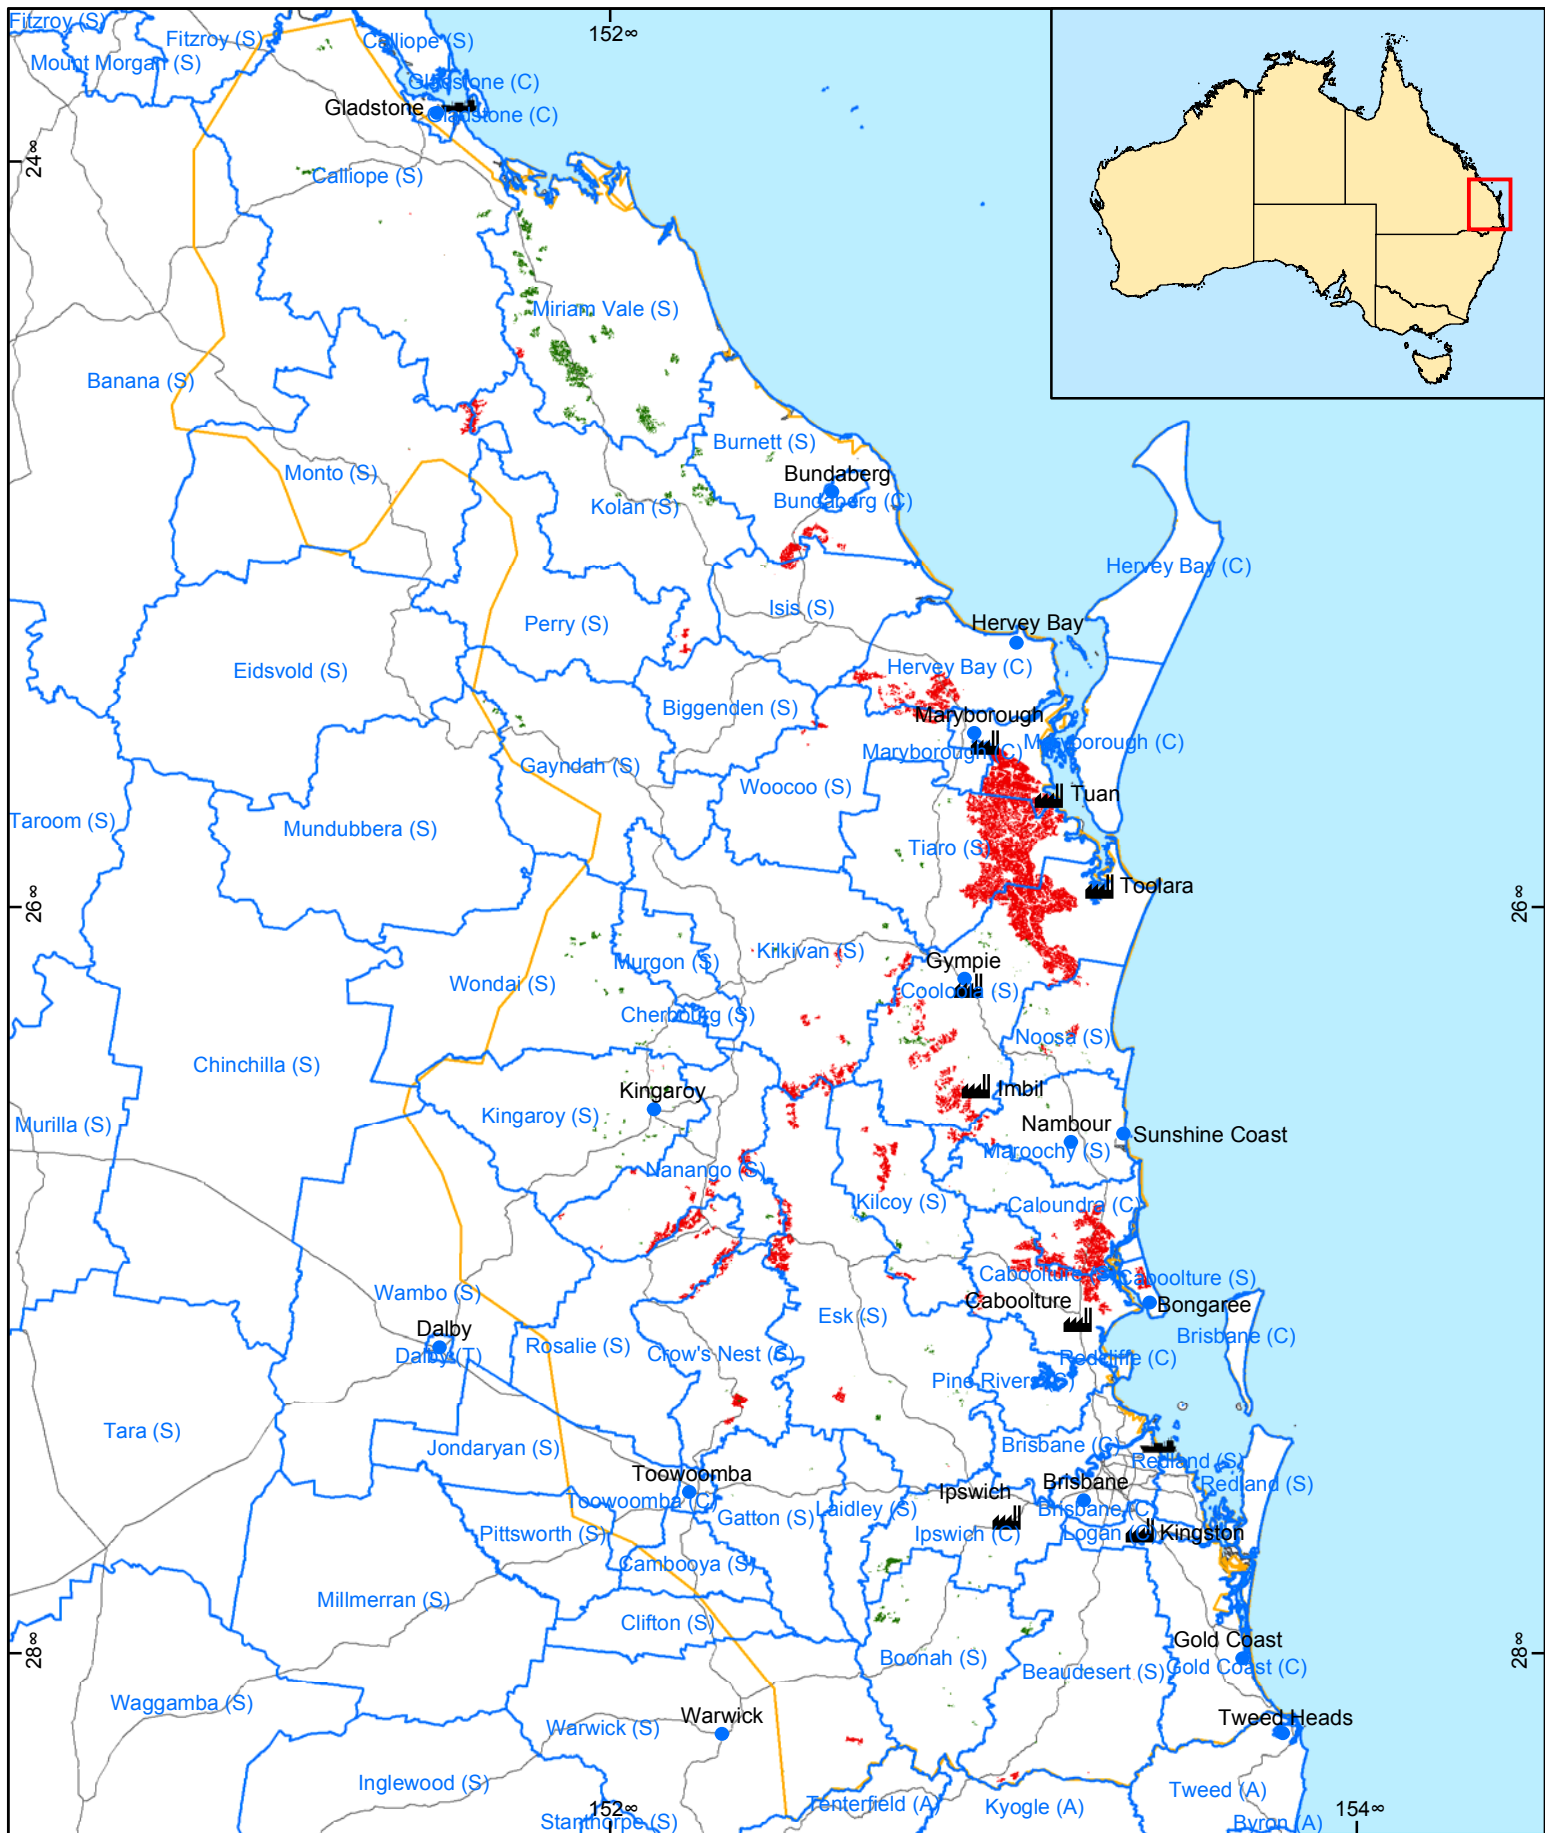 Fitzroy (S)
Fitzroy (S)
Calliope (S)
152∞
Mount Morgan (S)
Gladstone (C)
Gladstone
Gladstone (C)
24∞
Calliope (S)
Miriam Vale (S)
Banana (S)
Burnett (S)
Monto (S)
Bundaberg
Bundaberg (C)
Kolan (S)
Hervey Bay (C)
Isis (S)
Perry (S)
Hervey Bay
Eidsvold (S)
Hervey Bay (C)
Biggenden (S)
Maryborough
Maryborough (C)
Maryborough (C)
Gayndah (S)
Woocoo (S)
Tuan
Taroom (S)
Mundubbera (S)
Tiaro (S)
Toolara
26∞
26∞
Kilkivan (S)
Murgon (S)
Gympie
Wondai (S)
Cooloola (S)
Cherbourg (S)
Noosa (S)
Chinchilla (S)
Kingaroy
Imbil
Kingaroy (S)
Murilla (S)
Nambour
Sunshine Coast
Maroochy (S)
Nanango (S)
Kilcoy (S)
Caloundra (C)
Caboolture (S)
Caboolture (S)
Wambo (S)
Caboolture
Bongaree
Esk (S)
Dalby
Brisbane (C)
Rosalie (S)
Crow's Nest (S)
Dalby (T)
Redcliffe (C)
Pine Rivers (S)
Tara (S)
Jondaryan (S)
Brisbane (C)
Redland (S)
Toowoomba
Brisbane
Redland (S)
Ipswich
Toowoomba (C)
Gatton (S)
Laidley (S)
Brisbane (C)
Pittsworth (S)
Ipswich (C)
Logan (C)
Kingston
Cambooya (S)
Millmerran (S)
Clifton (S)
28∞
28∞
Gold Coast
Boonah (S)
Beaudesert (S)
Gold Coast (C)
Waggamba (S)
Warwick
Warwick (S)
Tweed Heads
Inglewood (S)
Tweed (A)
152∞
Tenterfield (A)
Kyogle (A)
154∞
Stanthorpe (S)
Byron (A)